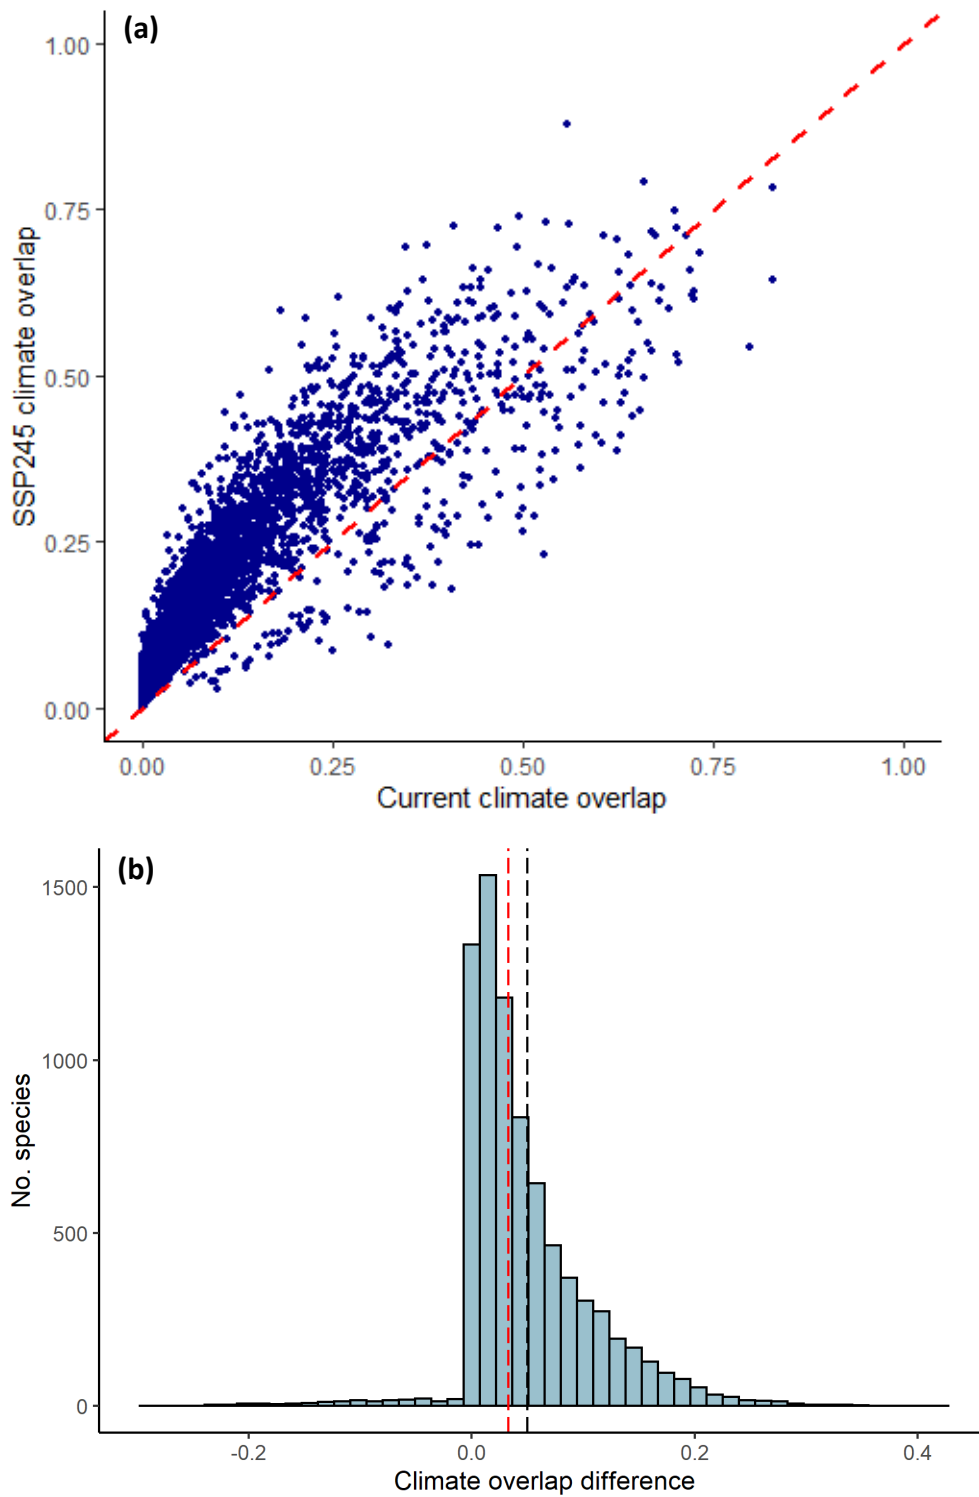 (a)
1.00
0.75
0.50
0.25
0.00
SSP245 climate overlap
0.00 0.25 0.50 0.75 1.00
Current climate overlap
(b)
1500
1000
500
0
No. species
-0.2 0.0 0.2 0.4
Climate overlap difference